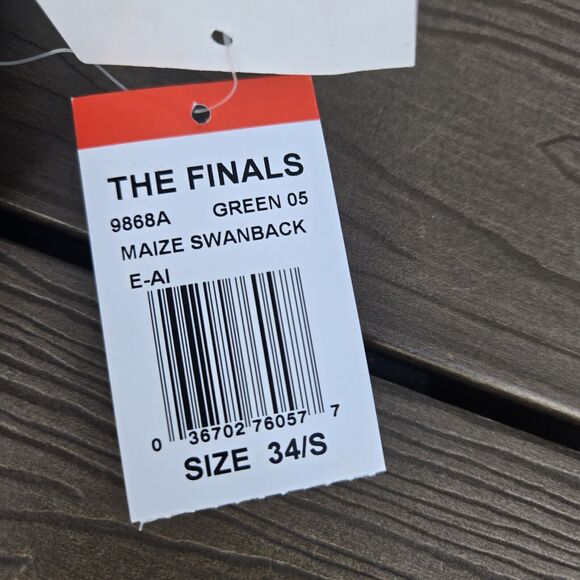 THE FINALS
9868A GREEN 05
MAIZE SWANBACK
E-AI
0 36702 76057 7
SIZE 34/S